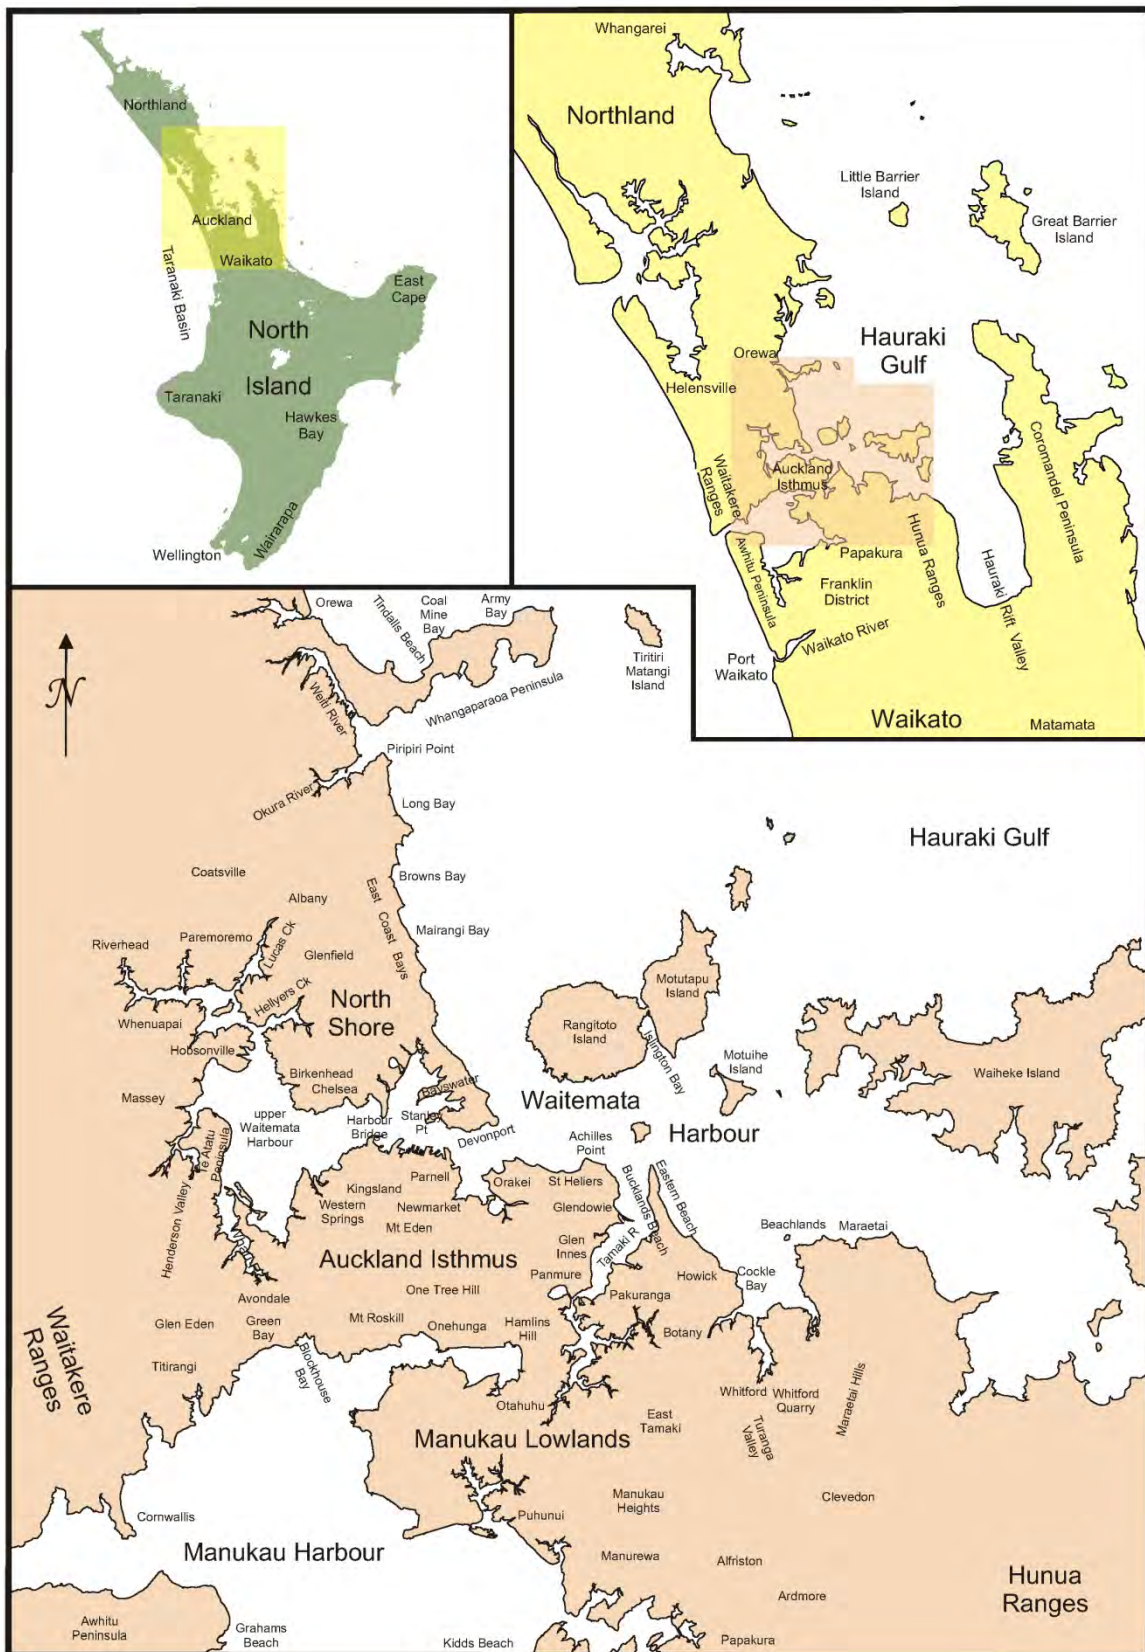 Northland
Auckland
Waikato
Taranaki Basin
North
Island
East
Cape
Taranaki
Hawkes
Bay
Wairarapa
Wellington
Whangarei
Northland
Little Barrier
Island
Great Barrier
Island
Hauraki
Gulf
Orewa
Helensville
Waitakere
Ranges
Auckland
Isthmus
Coromandel Peninsula
Awhitu Peninsula
Papakura
Hunua Ranges
Franklin
District
Hauraki Rift Valley
Waikato River
Port
Waikato
Waikato
Matamata
N
Orewa
Tindalls Beach
Coal
Mine
Bay
Army
Bay
Tiritiri
Matangi
Island
Weiti River
Whangaparaoa Peninsula
Piripiri Point
Okura River
Long Bay
Hauraki Gulf
Coatsville
Browns Bay
Albany
East Coast Bays
Mairangi Bay
Riverhead
Paremoremo
Lucas Ck
Glenfield
Hellyers Ck
North
Shore
Motutapu
Island
Rangitoto
Island
Islington Bay
Whenuapai
Hobsonville
Motuihe
Island
Waiheke Island
Birkenhead
Chelsea
Bayswater
Massey
Waitemata
Harbour
upper
Waitemata
Harbour
Harbour
Bridge
Stanley
Pt
Devonport
Achilles
Point
Te Atatu
Peninsula
Henderson Valley
Whau R
Parnell
Orakei
St Heliers
Bucklands Beach
Eastern Beach
Kingsland
Western
Springs
Newmarket
Mt Eden
Glendowie
Beachlands
Maraetai
Glen
Innes
Tamaki R
Auckland Isthmus
Panmure
Howick
Cockle
Bay
Pakuranga
One Tree Hill
Avondale
Green
Bay
Glen Eden
Mt Roskill
Onehunga
Hamlins
Hill
Botany
Waitakere
Ranges
Titirangi
Blockhouse
Bay
Otahuhu
Whitford
Whitford
Quarry
Maraetai Hills
Turanga
Valley
East
Tamaki
Manukau Lowlands
Manukau
Heights
Clevedon
Cornwallis
Puhunui
Manukau Harbour
Manurewa
Alfriston
Ardmore
Hunua
Ranges
Awhitu
Peninsula
Grahams
Beach
Kidds Beach
Papakura